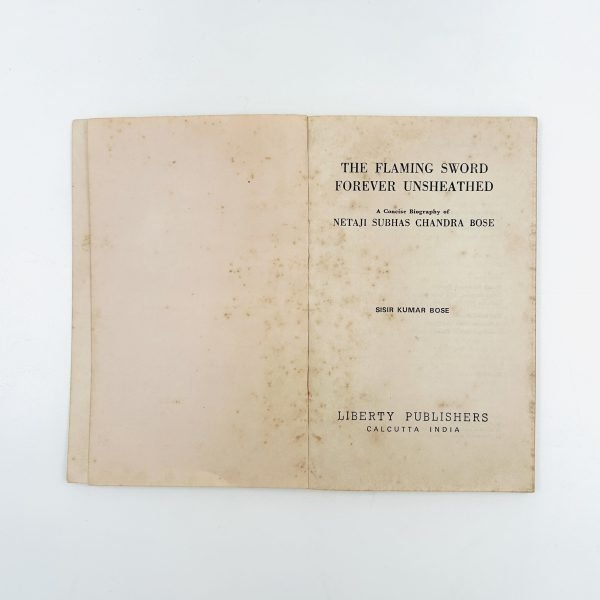 THE FLAMING SWORD
FOREVER UNSHEATHED
A Concise Biography of
NETAJI SUBHAS CHANDRA BOSE
SISIR KUMAR BOSE
LIBERTY PUBLISHERS
CALCUTTA INDIA